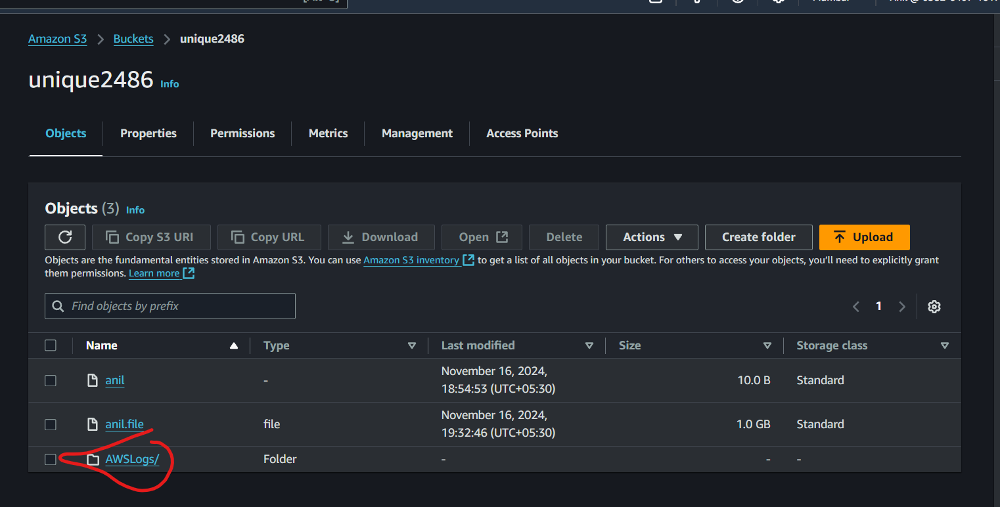 Amazon S3 > Buckets > unique2486
unique2486 Info
Objects Properties Permissions Metrics Management Access Points
Objects (3) Info
Copy S3 URI Copy URL Download Open Delete Actions Create folder Upload
Objects are the fundamental entities stored in Amazon S3. You can use Amazon S3 inventory to get a list of all objects in your bucket. For others to access your objects, you'll need to explicitly grant
them permissions. Learn more
Find objects by prefix
1
Name Type Last modified Size Storage class
November 16, 2024,
anil - 10.0 B Standard
18:54:53 (UTC+05:30)
November 16, 2024,
anil.file file 1.0 GB Standard
19:32:46 (UTC+05:30)
AWSLogs/ Folder - - -